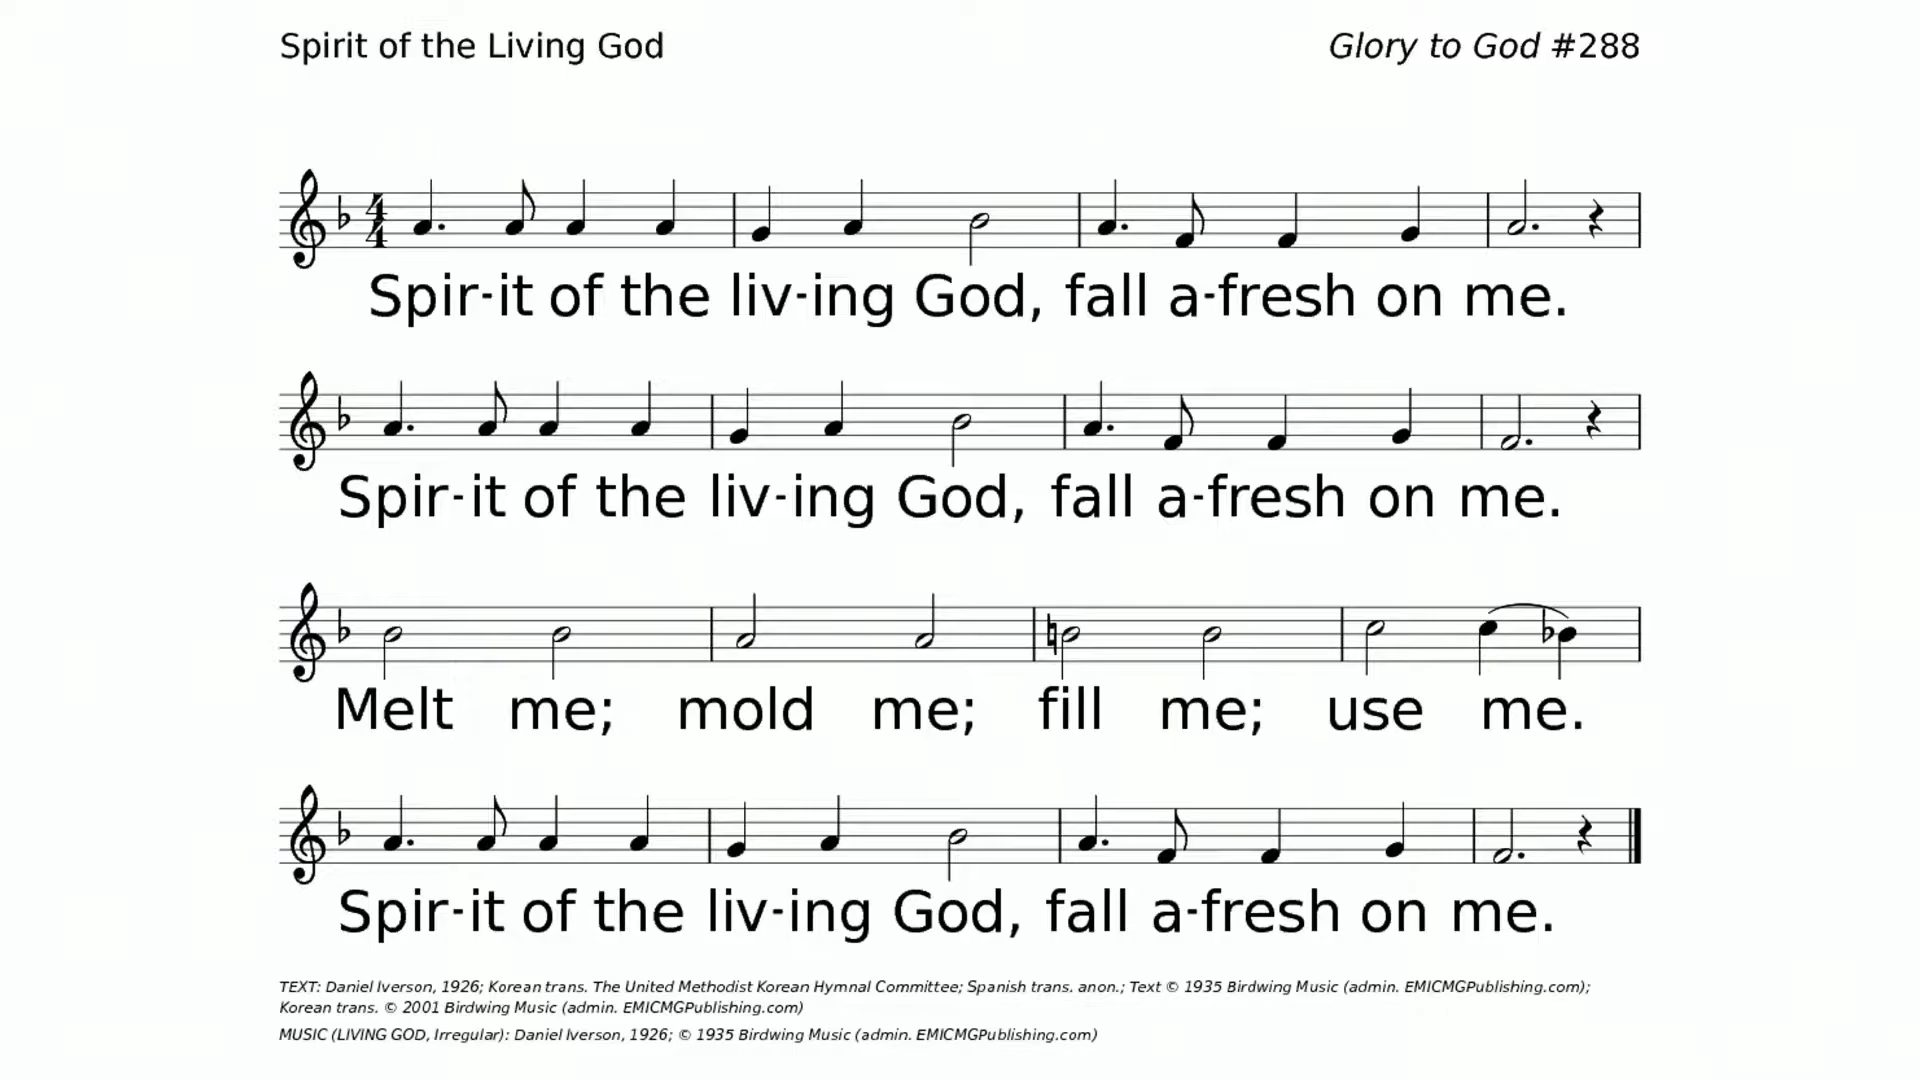 Spirit of the Living God
Glory to God #288
Spir-it of the liv-ing God, fall a-fresh on me.
Spir-it of the liv-ing God, fall a-fresh on me.
Melt me; mold me; fill me; use me.
Spir-it of the liv-ing God, fall a-fresh on me.
TEXT: Daniel Iverson, 1926; Korean trans. The United Methodist Korean Hymnal Committee; Spanish trans. anon.; Text © 1935 Birdwing Music (admin. EMICMGPublishing.com);
Korean trans. © 2001 Birdwing Music (admin. EMICMGPublishing.com)
MUSIC (LIVING GOD, Irregular): Daniel Iverson, 1926; © 1935 Birdwing Music (admin. EMICMGPublishing.com)